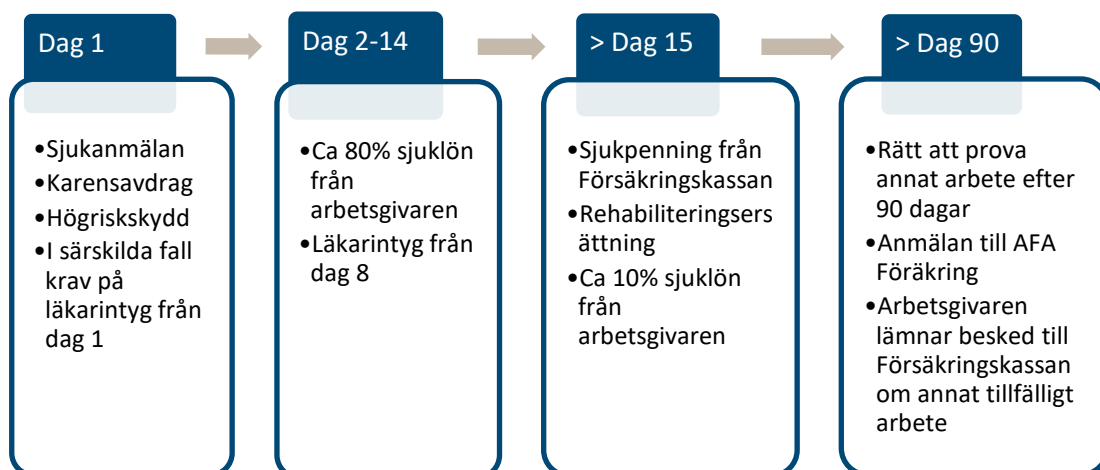 Dag 1
•Sjukanmälan
•Karensavdrag
•Högriskskydd
•I särskilda fall
krav på
läkarintyg från
dag 1
Dag 2-14
•Ca 80% sjuklön
från
arbetsgivaren
•Läkarintyg från
dag 8
> Dag 15
•Sjukpenning från
Försäkringskassan
•Rehabiliteringsers
ättning
•Ca 10% sjuklön
från
arbetsgivaren
> Dag 90
•Rätt att prova
annat arbete efter
90 dagar
•Anmälan till AFA
Föräkring
•Arbetsgivaren
lämnar besked till
Försäkringskassan
om annat tillfälligt
arbete